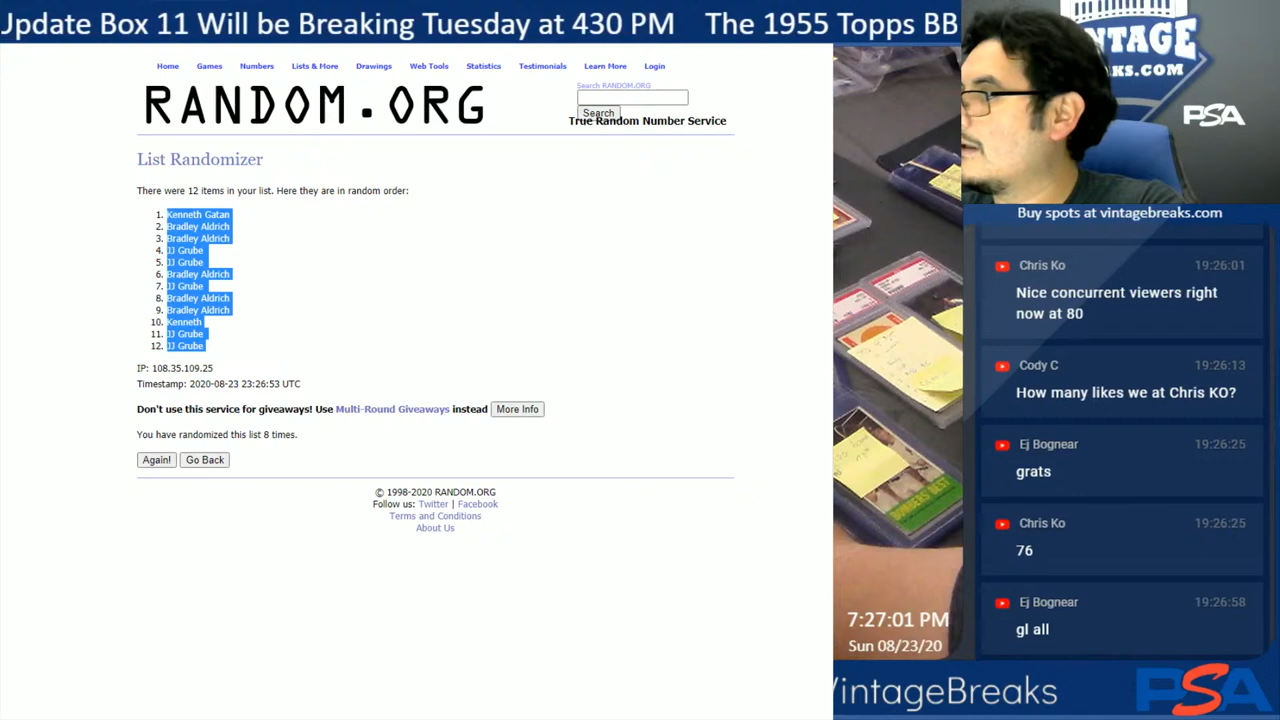 Jpdate Box 11 Will be Breaking Tuesday at 430 PM The 1955 Topps BB
VINTAGE
KS.COM
PSA
Home Games Numbers Lists & More Drawings Web Tools Statistics Testimonials Learn More Login
RANDOM.ORG
Search RANDOM.ORG
Search
True Random Number Service
List Randomizer
There were 12 items in your list. Here they are in random order:
1. Kenneth Gatan
2. Bradley Aldrich
3. Bradley Aldrich
4. JJ Grube
5. JJ Grube
6. Bradley Aldrich
7. JJ Grube
8. Bradley Aldrich
9. Bradley Aldrich
10. Kenneth
11. JJ Grube
12. JJ Grube
IP: 108.35.109.25
Timestamp: 2020-08-23 23:26:53 UTC
Don't use this service for giveaways! Use Multi-Round Giveaways instead More Info
You have randomized this list 8 times.
Again! Go Back
© 1998-2020 RANDOM.ORG
Follow us: Twitter | Facebook
Terms and Conditions
About Us
Buy spots at vintagebreaks.com
Chris Ko 19:26:01
Nice concurrent viewers right
now at 80
Cody C 19:26:13
How many likes we at Chris KO?
Ej Bognear 19:26:25
grats
Chris Ko 19:26:25
76
Ej Bognear 19:26:58
gl all
7:27:01 PM
Sun 08/23/20
VintageBreaks
PSA